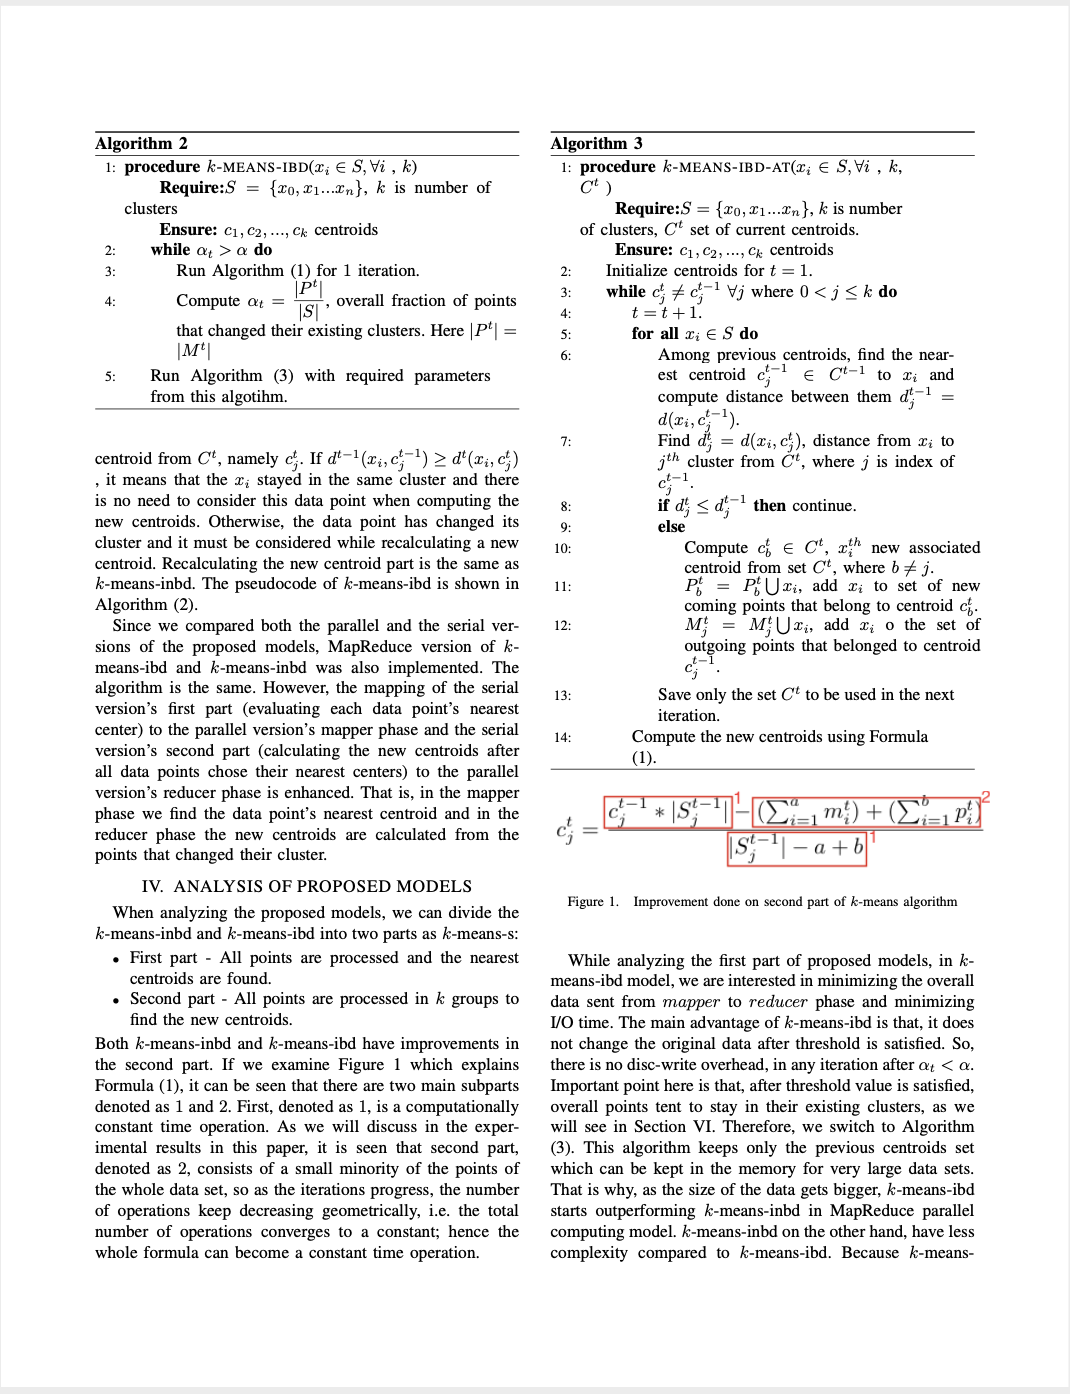 Algorithm 2
1: procedure k-MEANS-IBD(x_i ∈ S, ∀i , k)
Require:S = {x_0, x_1...x_n}, k is number of
clusters
Ensure: c_1, c_2, ..., c_k centroids
2: while α_t > α do
3: Run Algorithm (1) for 1 iteration.
4: Compute α_t = |P^t| / |S| , overall fraction of points
that changed their existing clusters. Here |P^t| =
|M^t|
5: Run Algorithm (3) with required parameters
from this algotihm.
centroid from C^t, namely c_j^t. If d^{t−1}(x_i, c_j^{t−1}) ≥ d^t(x_i, c_j^t)
, it means that the x_i stayed in the same cluster and there
is no need to consider this data point when computing the
new centroids. Otherwise, the data point has changed its
cluster and it must be considered while recalculating a new
centroid. Recalculating the new centroid part is the same as
k-means-inbd. The pseudocode of k-means-ibd is shown in
Algorithm (2).
Since we compared both the parallel and the serial ver-
sions of the proposed models, MapReduce version of k-
means-ibd and k-means-inbd was also implemented. The
algorithm is the same. However, the mapping of the serial
version's first part (evaluating each data point's nearest
center) to the parallel version's mapper phase and the serial
version's second part (calculating the new centroids after
all data points chose their nearest centers) to the parallel
version's reducer phase is enhanced. That is, in the mapper
phase we find the data point's nearest centroid and in the
reducer phase the new centroids are calculated from the
points that changed their cluster.
IV. ANALYSIS OF PROPOSED MODELS
When analyzing the proposed models, we can divide the
k-means-inbd and k-means-ibd into two parts as k-means-s:
• First part - All points are processed and the nearest
centroids are found.
• Second part - All points are processed in k groups to
find the new centroids.
Both k-means-inbd and k-means-ibd have improvements in
the second part. If we examine Figure 1 which explains
Formula (1), it can be seen that there are two main subparts
denoted as 1 and 2. First, denoted as 1, is a computationally
constant time operation. As we will discuss in the exper-
imental results in this paper, it is seen that second part,
denoted as 2, consists of a small minority of the points of
the whole data set, so as the iterations progress, the number
of operations keep decreasing geometrically, i.e. the total
number of operations converges to a constant; hence the
whole formula can become a constant time operation.
Algorithm 3
1: procedure k-MEANS-IBD-AT(x_i ∈ S, ∀i , k,
C^t )
Require:S = {x_0, x_1...x_n}, k is number
of clusters, C^t set of current centroids.
Ensure: c_1, c_2, ..., c_k centroids
2: Initialize centroids for t = 1.
3: while c_j^t ≠ c_j^{t−1} ∀j where 0 < j ≤ k do
4: t = t + 1.
5: for all x_i ∈ S do
6: Among previous centroids, find the near-
est centroid c_j^{t−1} ∈ C^{t−1} to x_i and
compute distance between them d_j^{t−1} =
d(x_i, c_j^{t−1}).
7: Find d_j^t = d(x_i, c_j^t), distance from x_i to
j^{th} cluster from C^t, where j is index of
c_j^{t−1}.
8: if d_j^t ≤ d_j^{t−1} then continue.
9: else
10: Compute c_b^t ∈ C^t, x_i^{th} new associated
centroid from set C^t, where b ≠ j.
11: P_b^t = P_b^t ⋃ x_i, add x_i to set of new
coming points that belong to centroid c_b^t.
12: M_j^t = M_j^t ⋃ x_i, add x_i o the set of
outgoing points that belonged to centroid
c_j^{t−1}.
13: Save only the set C^t to be used in the next
iteration.
14: Compute the new centroids using Formula
(1).
c_j^t = (c_j^{t−1} * |S_j^{t−1}| 1 − (∑_{i=1}^a m_i^t) + (∑_{i=1}^b p_i^t) 2) / (|S_j^{t−1}| − a + b 1)
Figure 1. Improvement done on second part of k-means algorithm
While analyzing the first part of proposed models, in k-
means-ibd model, we are interested in minimizing the overall
data sent from mapper to reducer phase and minimizing
I/O time. The main advantage of k-means-ibd is that, it does
not change the original data after threshold is satisfied. So,
there is no disc-write overhead, in any iteration after α_t < α.
Important point here is that, after threshold value is satisfied,
overall points tent to stay in their existing clusters, as we
will see in Section VI. Therefore, we switch to Algorithm
(3). This algorithm keeps only the previous centroids set
which can be kept in the memory for very large data sets.
That is why, as the size of the data gets bigger, k-means-ibd
starts outperforming k-means-inbd in MapReduce parallel
computing model. k-means-inbd on the other hand, have less
complexity compared to k-means-ibd. Because k-means-